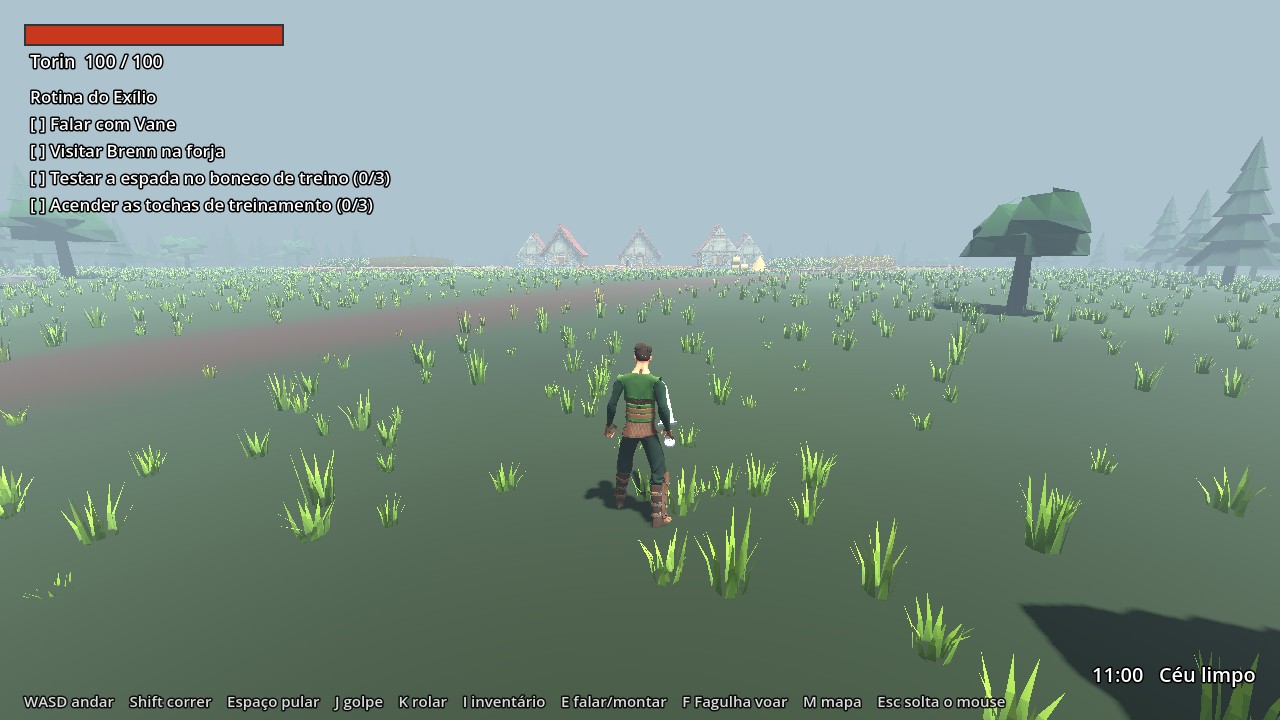 Torin 100 / 100
Rotina do Exílio
[ ] Falar com Vane
[ ] Visitar Brenn na forja
[ ] Testar a espada no boneco de treino (0/3)
[ ] Acender as tochas de treinamento (0/3)
11:00 Céu limpo
WASD andar Shift correr Espaço pular J golpe K rolar I inventário E falar/montar F Fagulha voar M mapa Esc solta o mouse